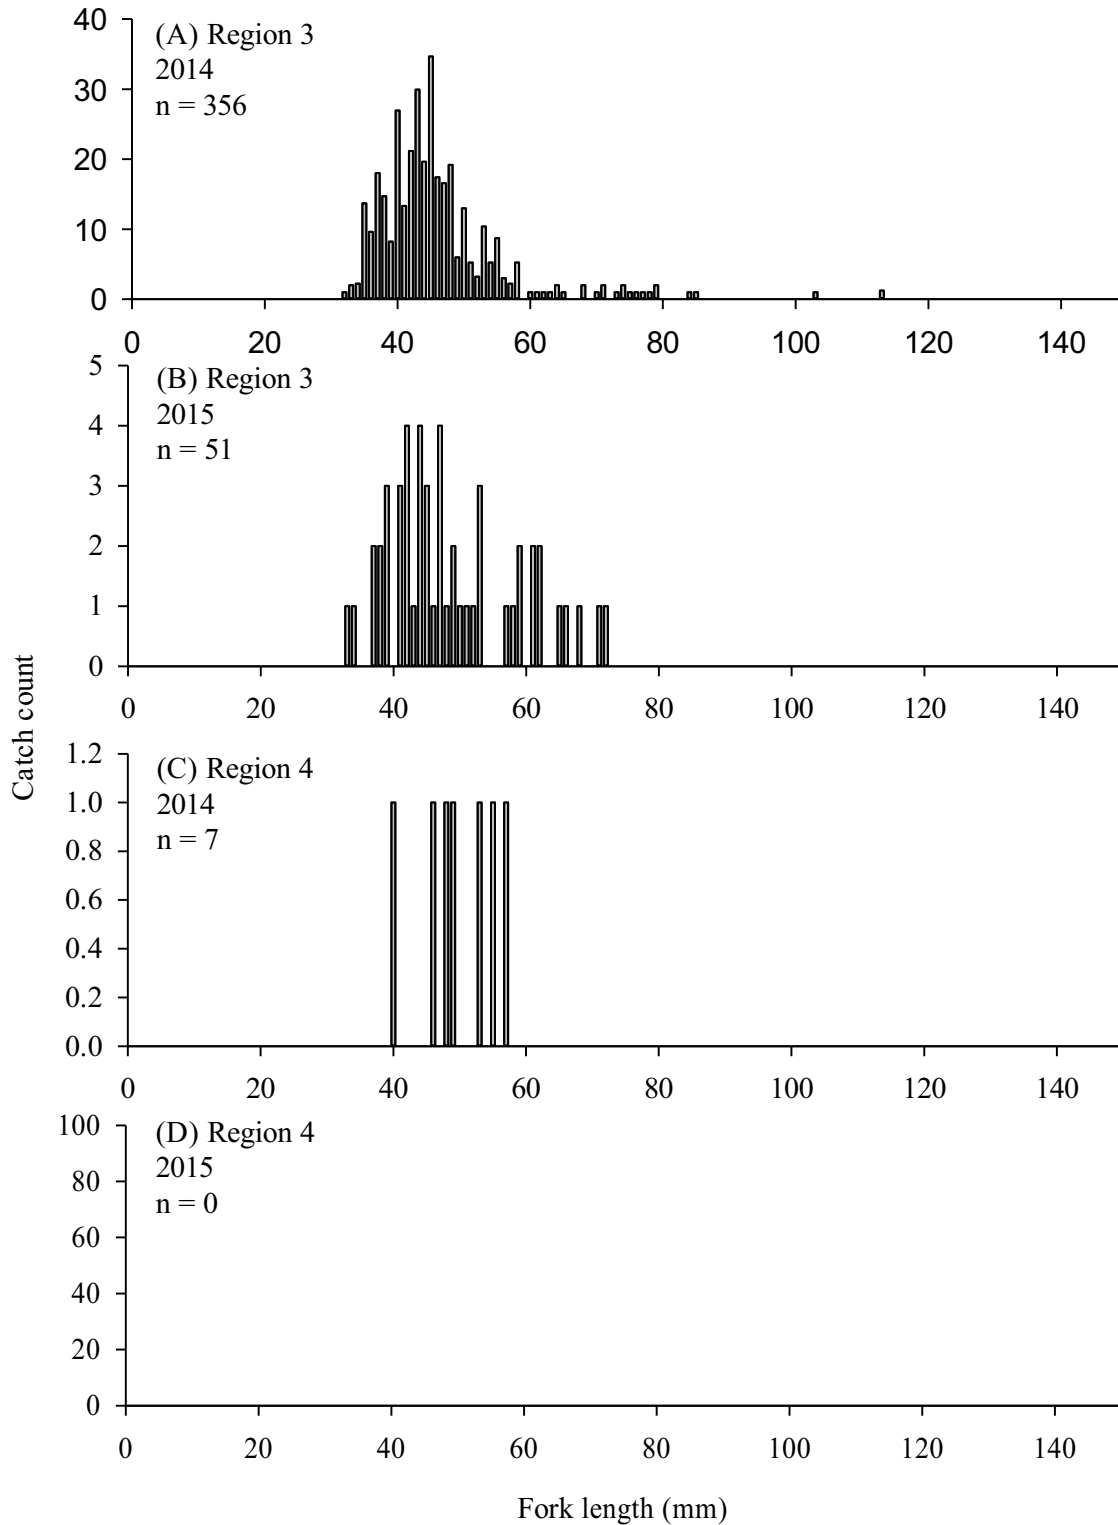 40
(A) Region 3
2014
30
n = 356
20
10
0
0 20 40 60 80 100 120 140
5
(B) Region 3
2015
4
n = 51
3
2
1
0
0 20 40 60 80 100 120 140
Catch count
1.2
(C) Region 4
1.0
2014
n = 7
0.8
0.6
0.4
0.2
0.0
0 20 40 60 80 100 120 140
100
(D) Region 4
2015
80
n = 0
60
40
20
0
0 20 40 60 80 100 120 140
Fork length (mm)